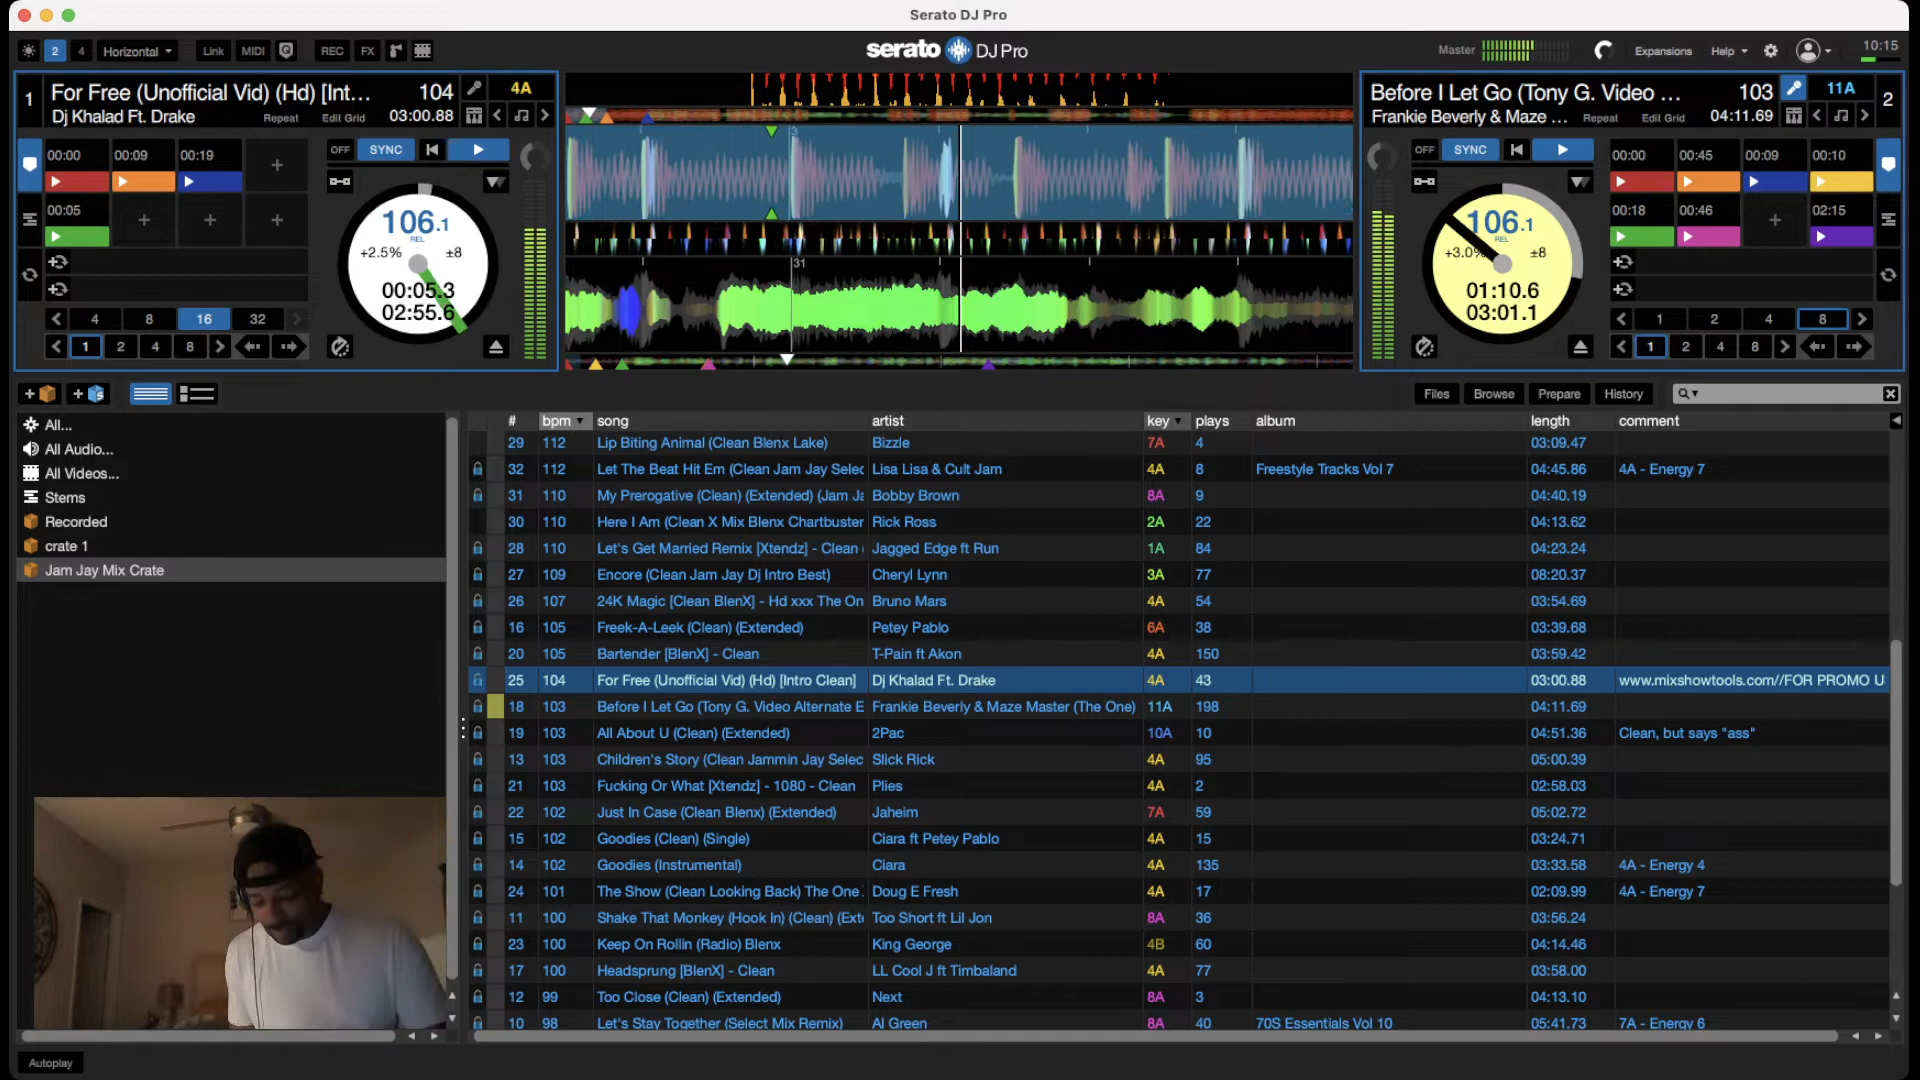 Serato DJ Pro
2 4 Horizontal Link MIDI REC FX serato DJ Pro Master Expansions Help 10:15
1 For Free (Unofficial Vid) (Hd) [Int... 104 4A
Dj Khalad Ft. Drake Repeat Edit Grid 03:00.88
00:00 00:09 00:19 OFF SYNC
00:05
106.1
REL
+2.5% ±8
00:05.3
02:55.6
4 8 16 32
1 2 4 8
3
31
Before I Let Go (Tony G. Video ... 103 11A 2
Frankie Beverly & Maze ... Repeat Edit Grid 04:11.69
OFF SYNC 00:00 00:45 00:09 00:10
00:18 00:46 02:15
106.1
REL
+3.0% ±8
01:10.6
03:01.1
1 2 4 8
1 2 4 8
Files Browse Prepare History
All...
All Audio...
All Videos...
Stems
Recorded
crate 1
Jam Jay Mix Crate
# bpm song artist key plays album length comment
29 112 Lip Biting Animal (Clean Blenx Lake) Bizzle 7A 4 03:09.47
32 112 Let The Beat Hit Em (Clean Jam Jay Selec Lisa Lisa & Cult Jam 4A 8 Freestyle Tracks Vol 7 04:45.86 4A - Energy 7
31 110 My Prerogative (Clean) (Extended) (Jam Ja Bobby Brown 8A 9 04:40.19
30 110 Here I Am (Clean X Mix Blenx Chartbuster Rick Ross 2A 22 04:13.62
28 110 Let's Get Married Remix [Xtendz] - Clean Jagged Edge ft Run 1A 84 04:23.24
27 109 Encore (Clean Jam Jay Dj Intro Best) Cheryl Lynn 3A 77 08:20.37
26 107 24K Magic [Clean BlenX] - Hd xxx The On Bruno Mars 4A 54 03:54.69
16 105 Freek-A-Leek (Clean) (Extended) Petey Pablo 6A 38 03:39.68
20 105 Bartender [BlenX] - Clean T-Pain ft Akon 4A 150 03:59.42
25 104 For Free (Unofficial Vid) (Hd) [Intro Clean] Dj Khalad Ft. Drake 4A 43 03:00.88 www.mixshowtools.com//FOR PROMO U
18 103 Before I Let Go (Tony G. Video Alternate E Frankie Beverly & Maze Master (The One) 11A 198 04:11.69
19 103 All About U (Clean) (Extended) 2Pac 10A 10 04:51.36 Clean, but says "ass"
13 103 Children's Story (Clean Jammin Jay Selec Slick Rick 4A 95 05:00.39
21 103 Fucking Or What [Xtendz] - 1080 - Clean Plies 4A 2 02:58.03
22 102 Just In Case (Clean Blenx) (Extended) Jaheim 7A 59 05:02.72
15 102 Goodies (Clean) (Single) Ciara ft Petey Pablo 4A 15 03:24.71
14 102 Goodies (Instrumental) Ciara 4A 135 03:33.58 4A - Energy 4
24 101 The Show (Clean Looking Back) The One Doug E Fresh 4A 17 02:09.99 4A - Energy 7
11 100 Shake That Monkey (Hook In) (Clean) (Exte Too Short ft Lil Jon 8A 36 03:56.24
23 100 Keep On Rollin (Radio) Blenx King George 4B 60 04:14.46
17 100 Headsprung [BlenX] - Clean LL Cool J ft Timbaland 4A 77 03:58.00
12 99 Too Close (Clean) (Extended) Next 8A 3 04:13.10
10 98 Let's Stay Together (Select Mix Remix) Al Green 8A 40 70S Essentials Vol 10 05:41.73 7A - Energy 6
Autoplay